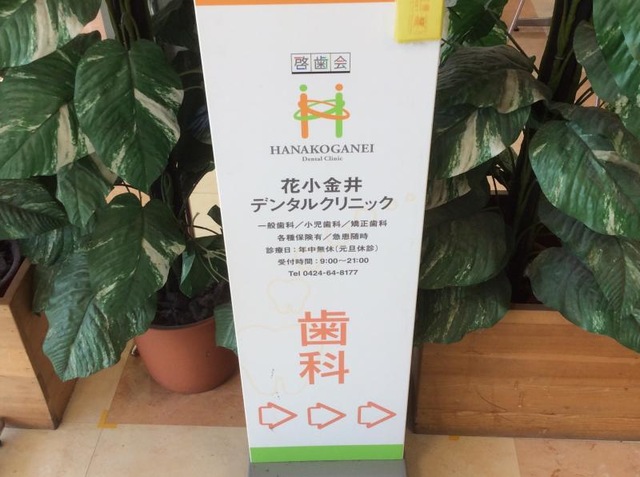 啓歯会
HANAKOGANEI
Dental Clinic
花小金井
デンタルクリニック
一般歯科／小児歯科／矯正歯科
各種保険有／急患随時
診療日：年中無休（元旦休診）
受付時間：9:00〜21:00
Tel 0424-64-8177
歯科